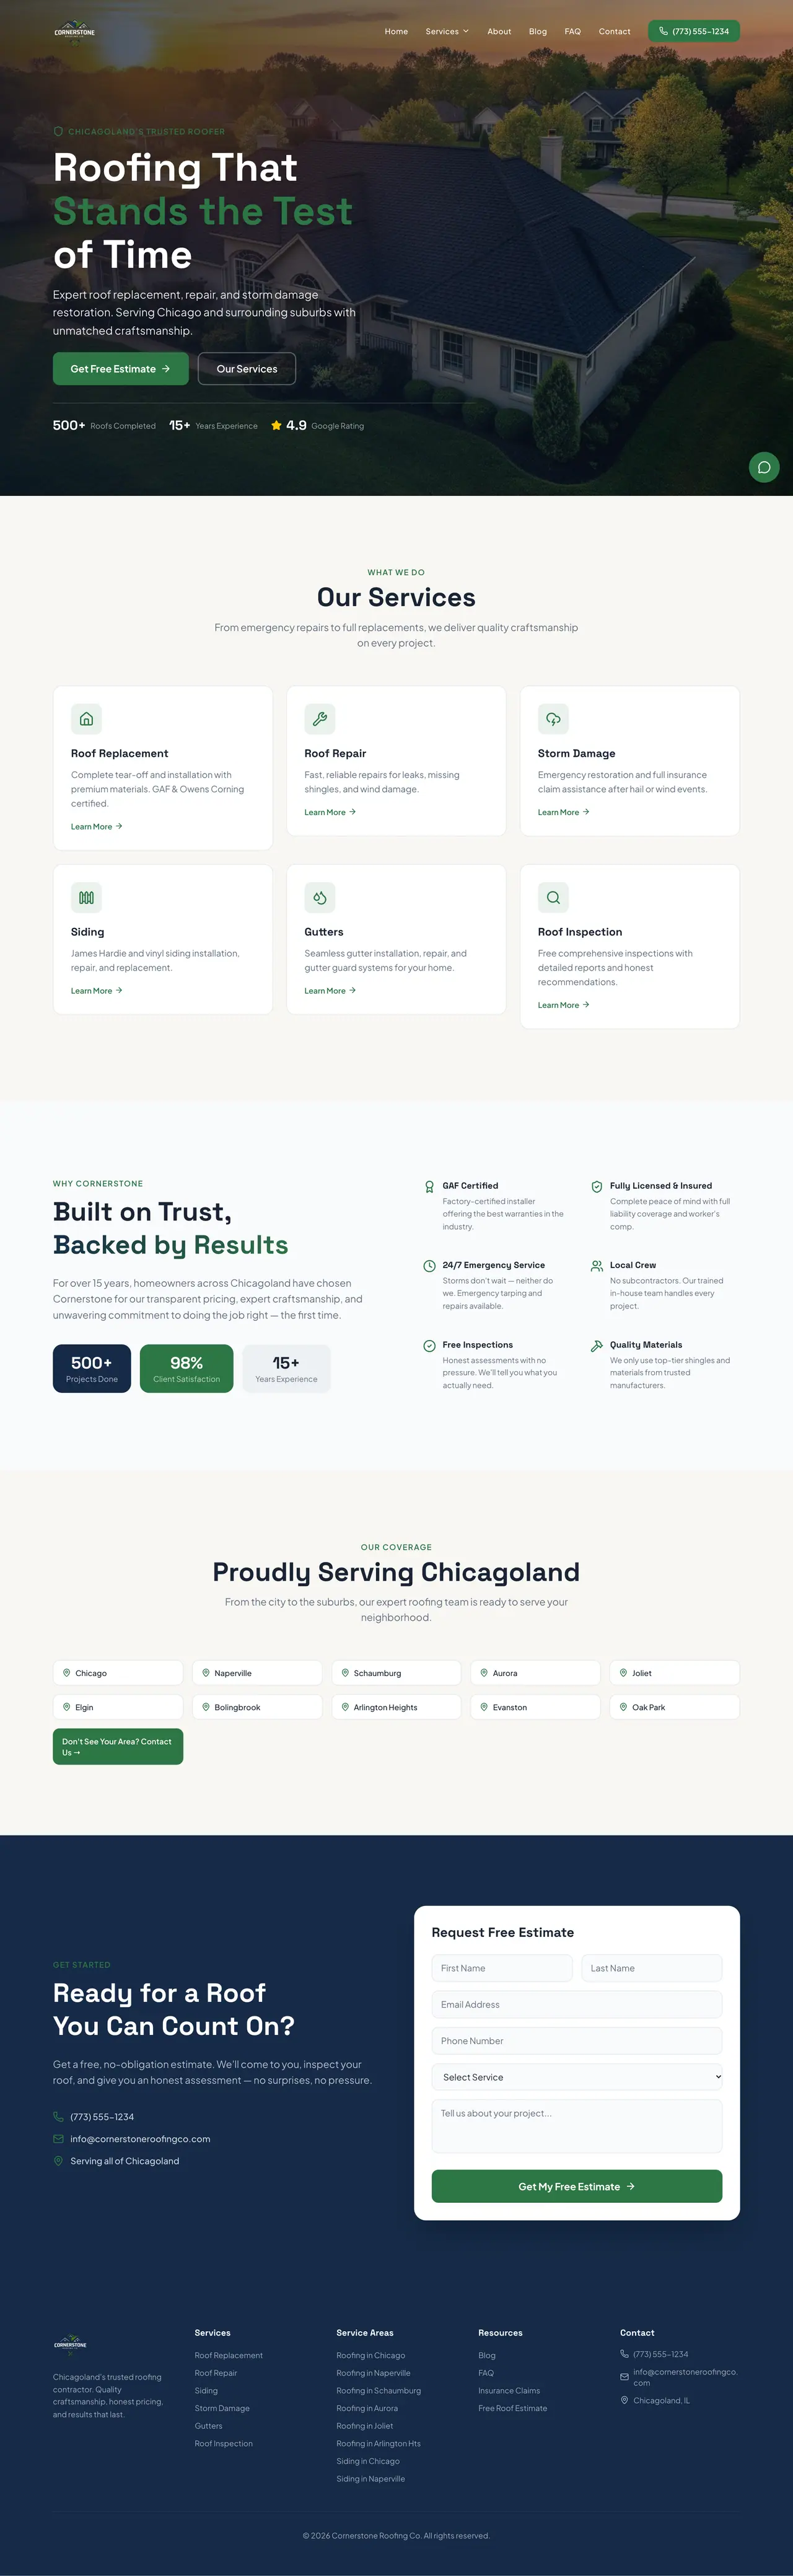 CORNERSTONE
Home Services About Blog FAQ Contact (773) 555-1234
CHICAGOLAND'S TRUSTED ROOFER
Roofing That
Stands the Test
of Time
Expert roof replacement, repair, and storm damage
restoration. Serving Chicago and surrounding suburbs with
unmatched craftsmanship.
Get Free Estimate → Our Services
500+ Roofs Completed 15+ Years Experience 4.9 Google Rating
WHAT WE DO
Our Services
From emergency repairs to full replacements, we deliver quality craftsmanship
on every project.
Roof Replacement
Complete tear-off and installation with
premium materials. GAF & Owens Corning
certified.
Learn More →
Roof Repair
Fast, reliable repairs for leaks, missing
shingles, and wind damage.
Learn More →
Storm Damage
Emergency restoration and full insurance
claim assistance after hail or wind events.
Learn More →
Siding
James Hardie and vinyl siding installation,
repair, and replacement.
Learn More →
Gutters
Seamless gutter installation, repair, and
gutter guard systems for your home.
Learn More →
Roof Inspection
Free comprehensive inspections with
detailed reports and honest
recommendations.
Learn More →
WHY CORNERSTONE
Built on Trust,
Backed by Results
For over 15 years, homeowners across Chicagoland have chosen
Cornerstone for our transparent pricing, expert craftsmanship, and
unwavering commitment to doing the job right — the first time.
500+
Projects Done
98%
Client Satisfaction
15+
Years Experience
GAF Certified
Factory-certified installer
offering the best warranties in the
industry.
Fully Licensed & Insured
Complete peace of mind with full
liability coverage and worker's
comp.
24/7 Emergency Service
Storms don't wait — neither do
we. Emergency tarping and
repairs available.
Local Crew
No subcontractors. Our trained
in-house team handles every
project.
Free Inspections
Honest assessments with no
pressure. We'll tell you what you
actually need.
Quality Materials
We only use top-tier shingles and
materials from trusted
manufacturers.
OUR COVERAGE
Proudly Serving Chicagoland
From the city to the suburbs, our expert roofing team is ready to serve your
neighborhood.
Chicago Naperville Schaumburg Aurora Joliet
Elgin Bolingbrook Arlington Heights Evanston Oak Park
Don't See Your Area? Contact
Us →
GET STARTED
Ready for a Roof
You Can Count On?
Get a free, no-obligation estimate. We'll come to you, inspect your
roof, and give you an honest assessment — no surprises, no pressure.
(773) 555-1234
info@cornerstoneroofingco.com
Serving all of Chicagoland
Request Free Estimate
First Name Last Name
Email Address
Phone Number
Select Service
Tell us about your project...
Get My Free Estimate →
CORNERSTONE
Chicagoland's trusted roofing
contractor. Quality
craftsmanship, honest pricing,
and results that last.
Services
Roof Replacement
Roof Repair
Siding
Storm Damage
Gutters
Roof Inspection
Service Areas
Roofing in Chicago
Roofing in Naperville
Roofing in Schaumburg
Roofing in Aurora
Roofing in Joliet
Roofing in Arlington Hts
Siding in Chicago
Siding in Naperville
Resources
Blog
FAQ
Insurance Claims
Free Roof Estimate
Contact
(773) 555-1234
info@cornerstoneroofingco.
com
Chicagoland, IL
© 2026 Cornerstone Roofing Co. All rights reserved.